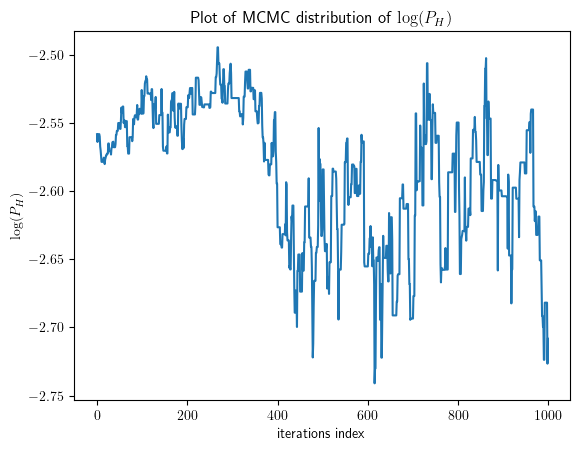 Plot of MCMC distribution of log(P_H)
−2.50
−2.55
−2.60
−2.65
−2.70
−2.75
log(P_H)
0 200 400 600 800 1000
iterations index